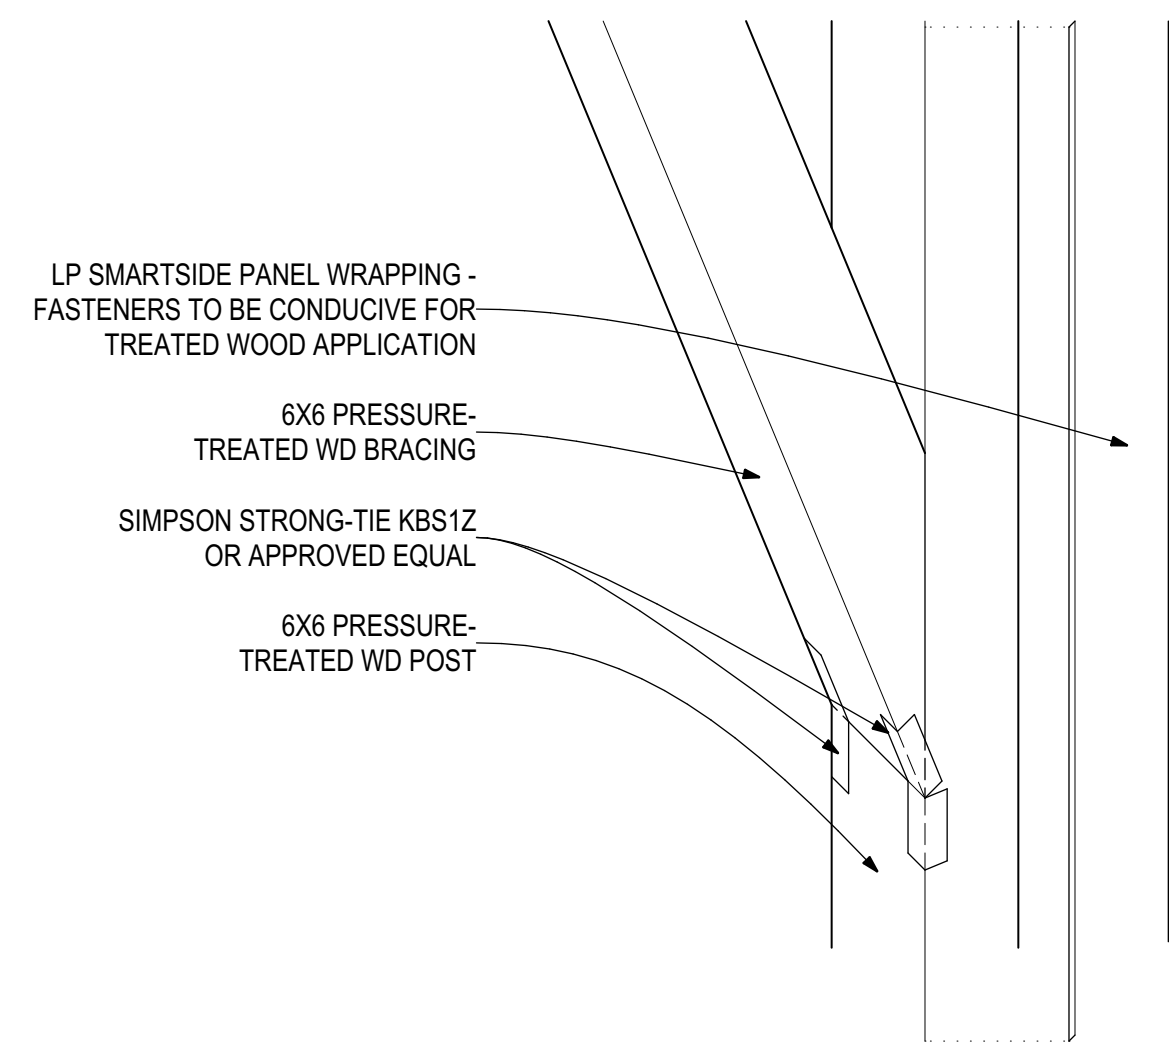 LP SMARTSIDE PANEL WRAPPING -
FASTENERS TO BE CONDUCIVE FOR
TREATED WOOD APPLICATION
6X6 PRESSURE-
TREATED WD BRACING
SIMPSON STRONG-TIE KBS1Z
OR APPROVED EQUAL
6X6 PRESSURE-
TREATED WD POST